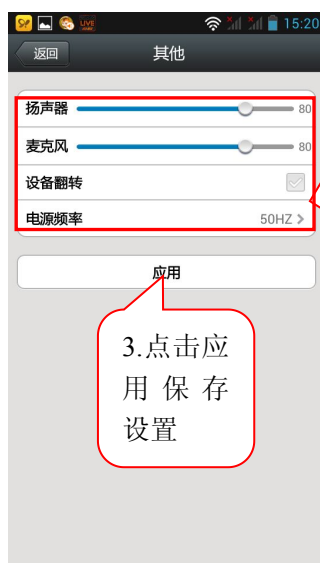 LIVE
15:20
返回
其他
扬声器 80
麦克风 80
设备翻转
电源频率 50HZ >
应用
3.点击应
用保存
设置